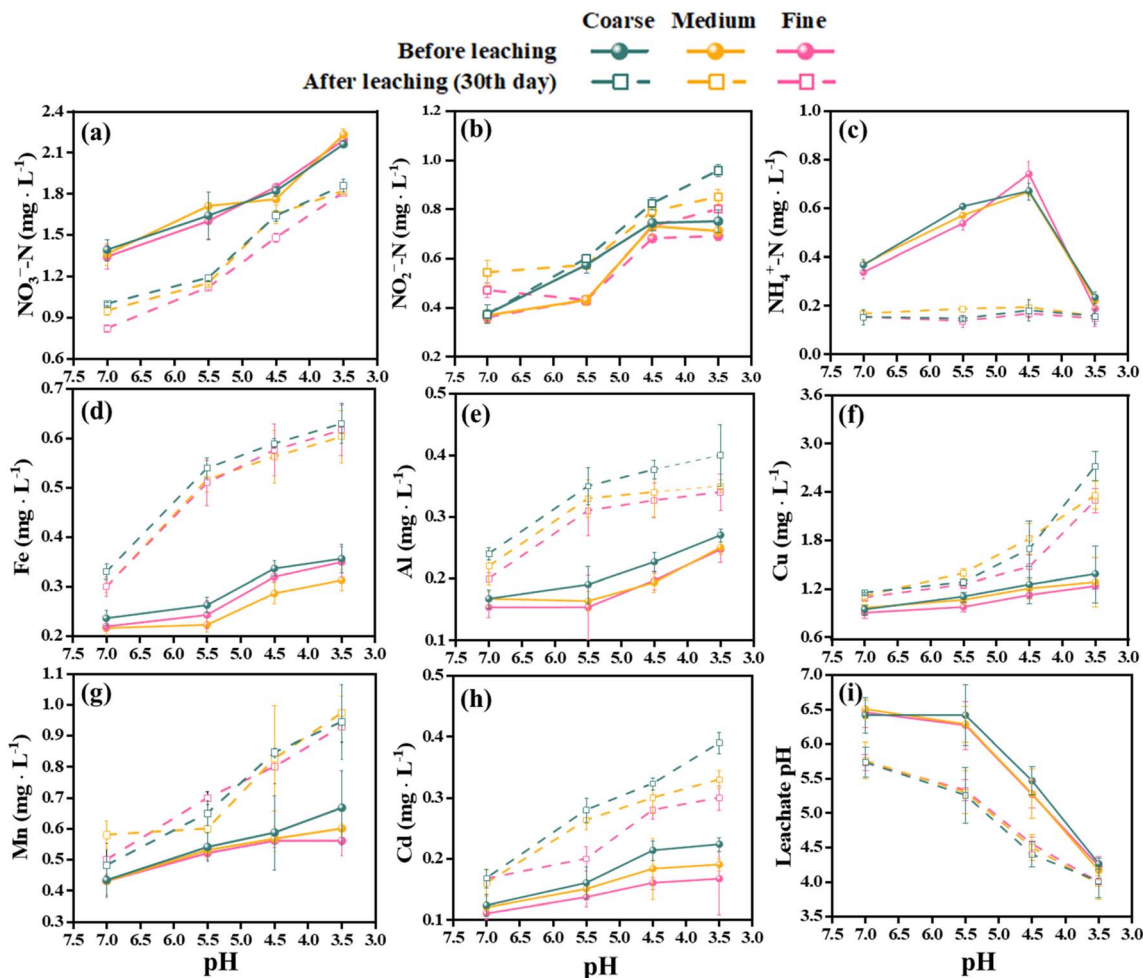 Coarse Medium Fine
Before leaching
After leaching (30th day)
(a)
NO₃⁻-N (mg · L⁻¹)
2.4
2.1
1.8
1.5
1.2
0.9
0.6
7.5 7.0 6.5 6.0 5.5 5.0 4.5 4.0 3.5 3.0
(b)
NO₂⁻-N (mg · L⁻¹)
1.2
1.0
0.8
0.6
0.4
0.2
7.5 7.0 6.5 6.0 5.5 5.0 4.5 4.0 3.5 3.0
(c)
NH₄⁺-N (mg · L⁻¹)
1.0
0.8
0.6
0.4
0.2
0.0
7.5 7.0 6.5 6.0 5.5 5.0 4.5 4.0 3.5 3.0
(d)
Fe (mg · L⁻¹)
0.7
0.6
0.5
0.4
0.3
0.2
7.5 7.0 6.5 6.0 5.5 5.0 4.5 4.0 3.5 3.0
(e)
Al (mg · L⁻¹)
0.5
0.4
0.3
0.2
0.1
7.5 7.0 6.5 6.0 5.5 5.0 4.5 4.0 3.5 3.0
(f)
Cu (mg · L⁻¹)
3.6
3.0
2.4
1.8
1.2
0.6
7.5 7.0 6.5 6.0 5.5 5.0 4.5 4.0 3.5 3.0
(g)
Mn (mg · L⁻¹)
1.1
1.0
0.9
0.8
0.7
0.6
0.5
0.4
0.3
7.5 7.0 6.5 6.0 5.5 5.0 4.5 4.0 3.5 3.0
pH
(h)
Cd (mg · L⁻¹)
0.5
0.4
0.3
0.2
0.1
7.5 7.0 6.5 6.0 5.5 5.0 4.5 4.0 3.5 3.0
pH
(i)
Leachate pH
7.0
6.5
6.0
5.5
5.0
4.5
4.0
3.5
7.5 7.0 6.5 6.0 5.5 5.0 4.5 4.0 3.5 3.0
pH